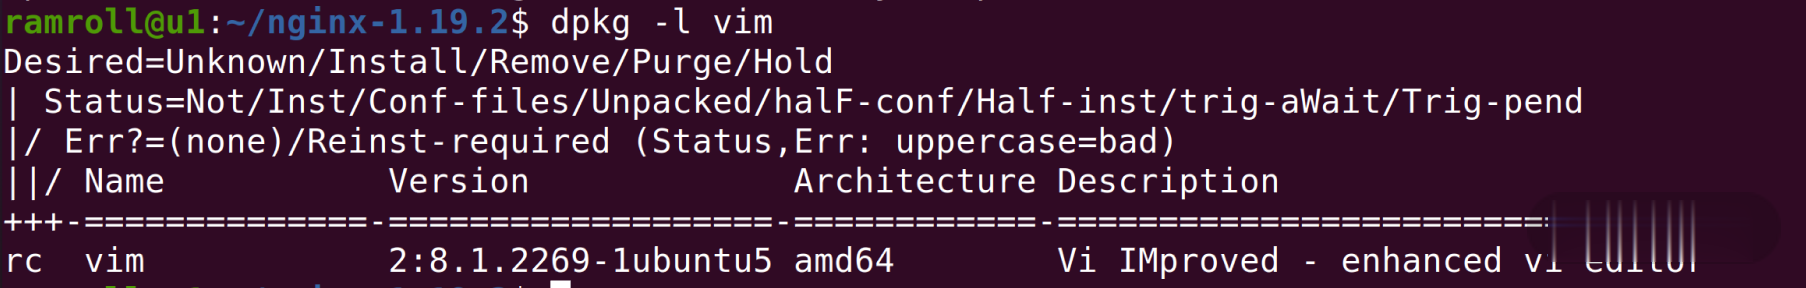 ramroll@u1:~/nginx-1.19.2$ dpkg -l vim
Desired=Unknown/Install/Remove/Purge/Hold
| Status=Not/Inst/Conf-files/Unpacked/halF-conf/Half-inst/trig-aWait/Trig-pend
|/ Err?=(none)/Reinst-required (Status,Err: uppercase=bad)
||/ Name           Version            Architecture Description
+++-==============-==================-============-========================
rc  vim            2:8.1.2269-1ubuntu5 amd64        Vi IMproved - enhanced vi editor